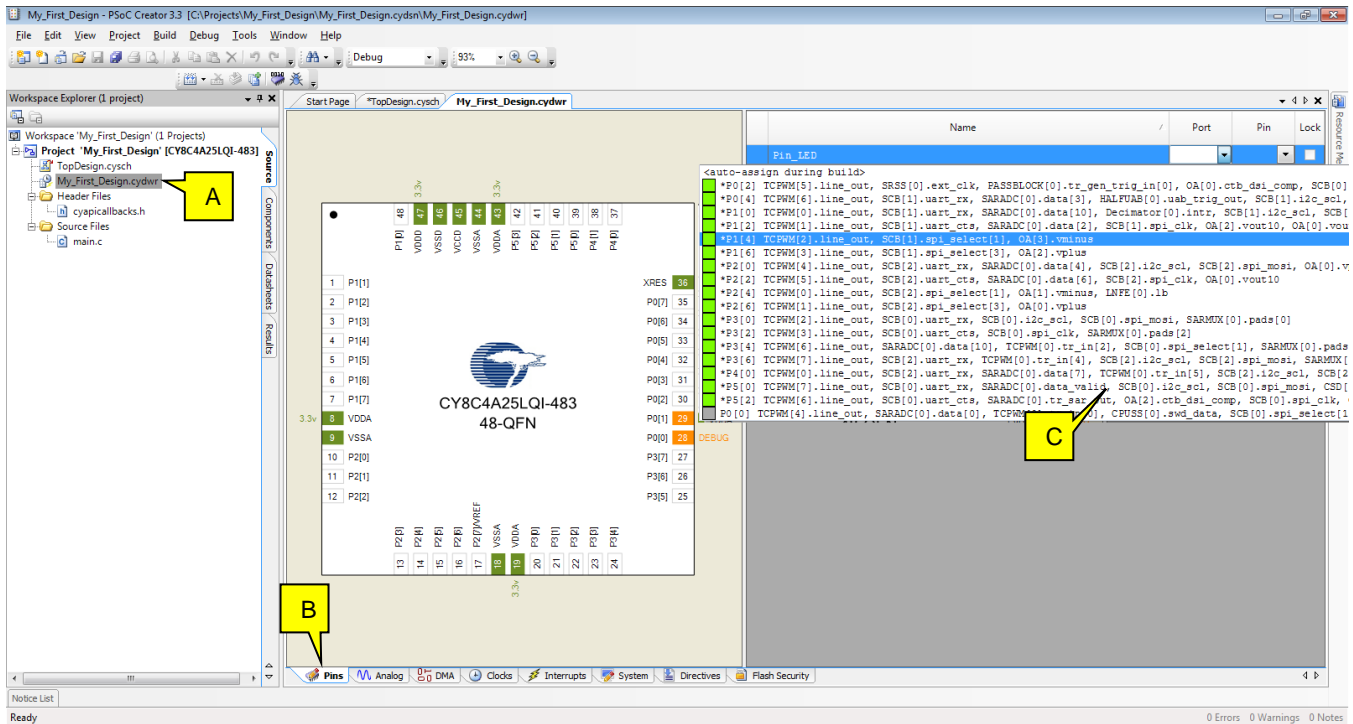 My_First_Design - PSoC Creator 3.3 [C:\Projects\My_First_Design\My_First_Design.cydsn\My_First_Design.cydwr]
File Edit View Project Build Debug Tools Window Help
Debug 93%
Workspace Explorer (1 project)
Workspace 'My_First_Design' (1 Projects)
Project 'My_First_Design' [CY8C4A25LQI-483]
TopDesign.cysch
My_First_Design.cydwr
Header Files
cyapicallbacks.h
Source Files
main.c
A
Source
Components
Datasheets
Results
Start Page *TopDesign.cysch My_First_Design.cydwr
3.3v 3.3v
48 47 46 45 44 43 42 41 40 39 38 37
P1[0] VDDD VSSD VCCD VSSA VDDA P5[3] P5[2] P5[1] P5[0] P4[1] P4[0]
1 P1[1] XRES 36
2 P1[2] P0[7] 35
3 P1[3] P0[6] 34
4 P1[4] P0[5] 33
5 P1[5] P0[4] 32
6 P1[6] P0[3] 31
7 P1[7] P0[2] 30
3.3v 8 VDDA P0[1] 29
9 VSSA P0[0] 28 DEBUG
10 P2[0] P3[7] 27
11 P2[1] P3[6] 26
12 P2[2] P3[5] 25
CY8C4A25LQI-483
48-QFN
P2[3] P2[4] P2[5] P2[6] P2[7]/VREF VSSA VDDA P3[0] P3[1] P3[2] P3[3] P3[4]
13 14 15 16 17 18 19 20 21 22 23 24
3.3v
B
Name / Port Pin Lock
Pin_LED
<auto-assign during build>
*P0[2] TCPWM[5].line_out, SRSS[0].ext_clk, PASSBLOCK[0].tr_gen_trig_in[0], OA[0].ctb_dsi_comp, SCB[0]
*P0[4] TCPWM[6].line_out, SCB[1].uart_rx, SARADC[0].data[3], HALFUAB[0].uab_trig_out, SCB[1].i2c_scl,
*P1[0] TCPWM[0].line_out, SCB[1].uart_rx, SARADC[0].data[10], Decimator[0].intr, SCB[1].i2c_scl, SCB[
*P1[2] TCPWM[1].line_out, SCB[1].uart_cts, SARADC[0].data[2], SCB[1].spi_clk, OA[2].vout10, OA[0].vou
*P1[4] TCPWM[2].line_out, SCB[1].spi_select[1], OA[3].vminus
*P1[6] TCPWM[3].line_out, SCB[1].spi_select[3], OA[2].vplus
*P2[0] TCPWM[4].line_out, SCB[2].uart_rx, SARADC[0].data[4], SCB[2].i2c_scl, SCB[2].spi_mosi, OA[0].v
*P2[2] TCPWM[5].line_out, SCB[2].uart_cts, SARADC[0].data[6], SCB[2].spi_clk, OA[0].vout10
*P2[4] TCPWM[0].line_out, SCB[2].spi_select[1], OA[1].vminus, LNFE[0].lb
*P2[6] TCPWM[1].line_out, SCB[2].spi_select[3], OA[0].vplus
*P3[0] TCPWM[2].line_out, SCB[0].uart_rx, SCB[0].i2c_scl, SCB[0].spi_mosi, SARMUX[0].pads[0]
*P3[2] TCPWM[3].line_out, SCB[0].uart_cts, SCB[0].spi_clk, SARMUX[0].pads[2]
*P3[4] TCPWM[7].line_out, SARADC[0].data[10], TCPWM[0].tr_in[2], SCB[0].spi_select[1], SARMUX[0].pads
*P3[6] TCPWM[7].line_out, SCB[2].uart_rx, TCPWM[0].tr_in[4], SCB[2].i2c_scl, SCB[2].spi_mosi, SARMUX[
*P4[0] TCPWM[0].line_out, SCB[2].uart_rx, SARADC[0].data[7], TCPWM[0].tr_in[5], SCB[2].i2c_scl, SCB[2
*P5[0] TCPWM[7].line_out, SCB[0].uart_rx, SARADC[0].data_valid, SCB[0].i2c_scl, SCB[0].spi_mosi, CSD[
*P5[2] TCPWM[6].line_out, SCB[0].uart_cts, SARADC[0].tr_sar_out, OA[2].ctb_dsi_comp, SCB[0].spi_clk,
P0[0] TCPWM[4].line_out, SARADC[0].data[0], CPUSS[0].swd_data, SCB[0].spi_select[1
C
Pins Analog DMA Clocks Interrupts System Directives Flash Security
Notice List
Ready 0 Errors 0 Warnings 0 Notes